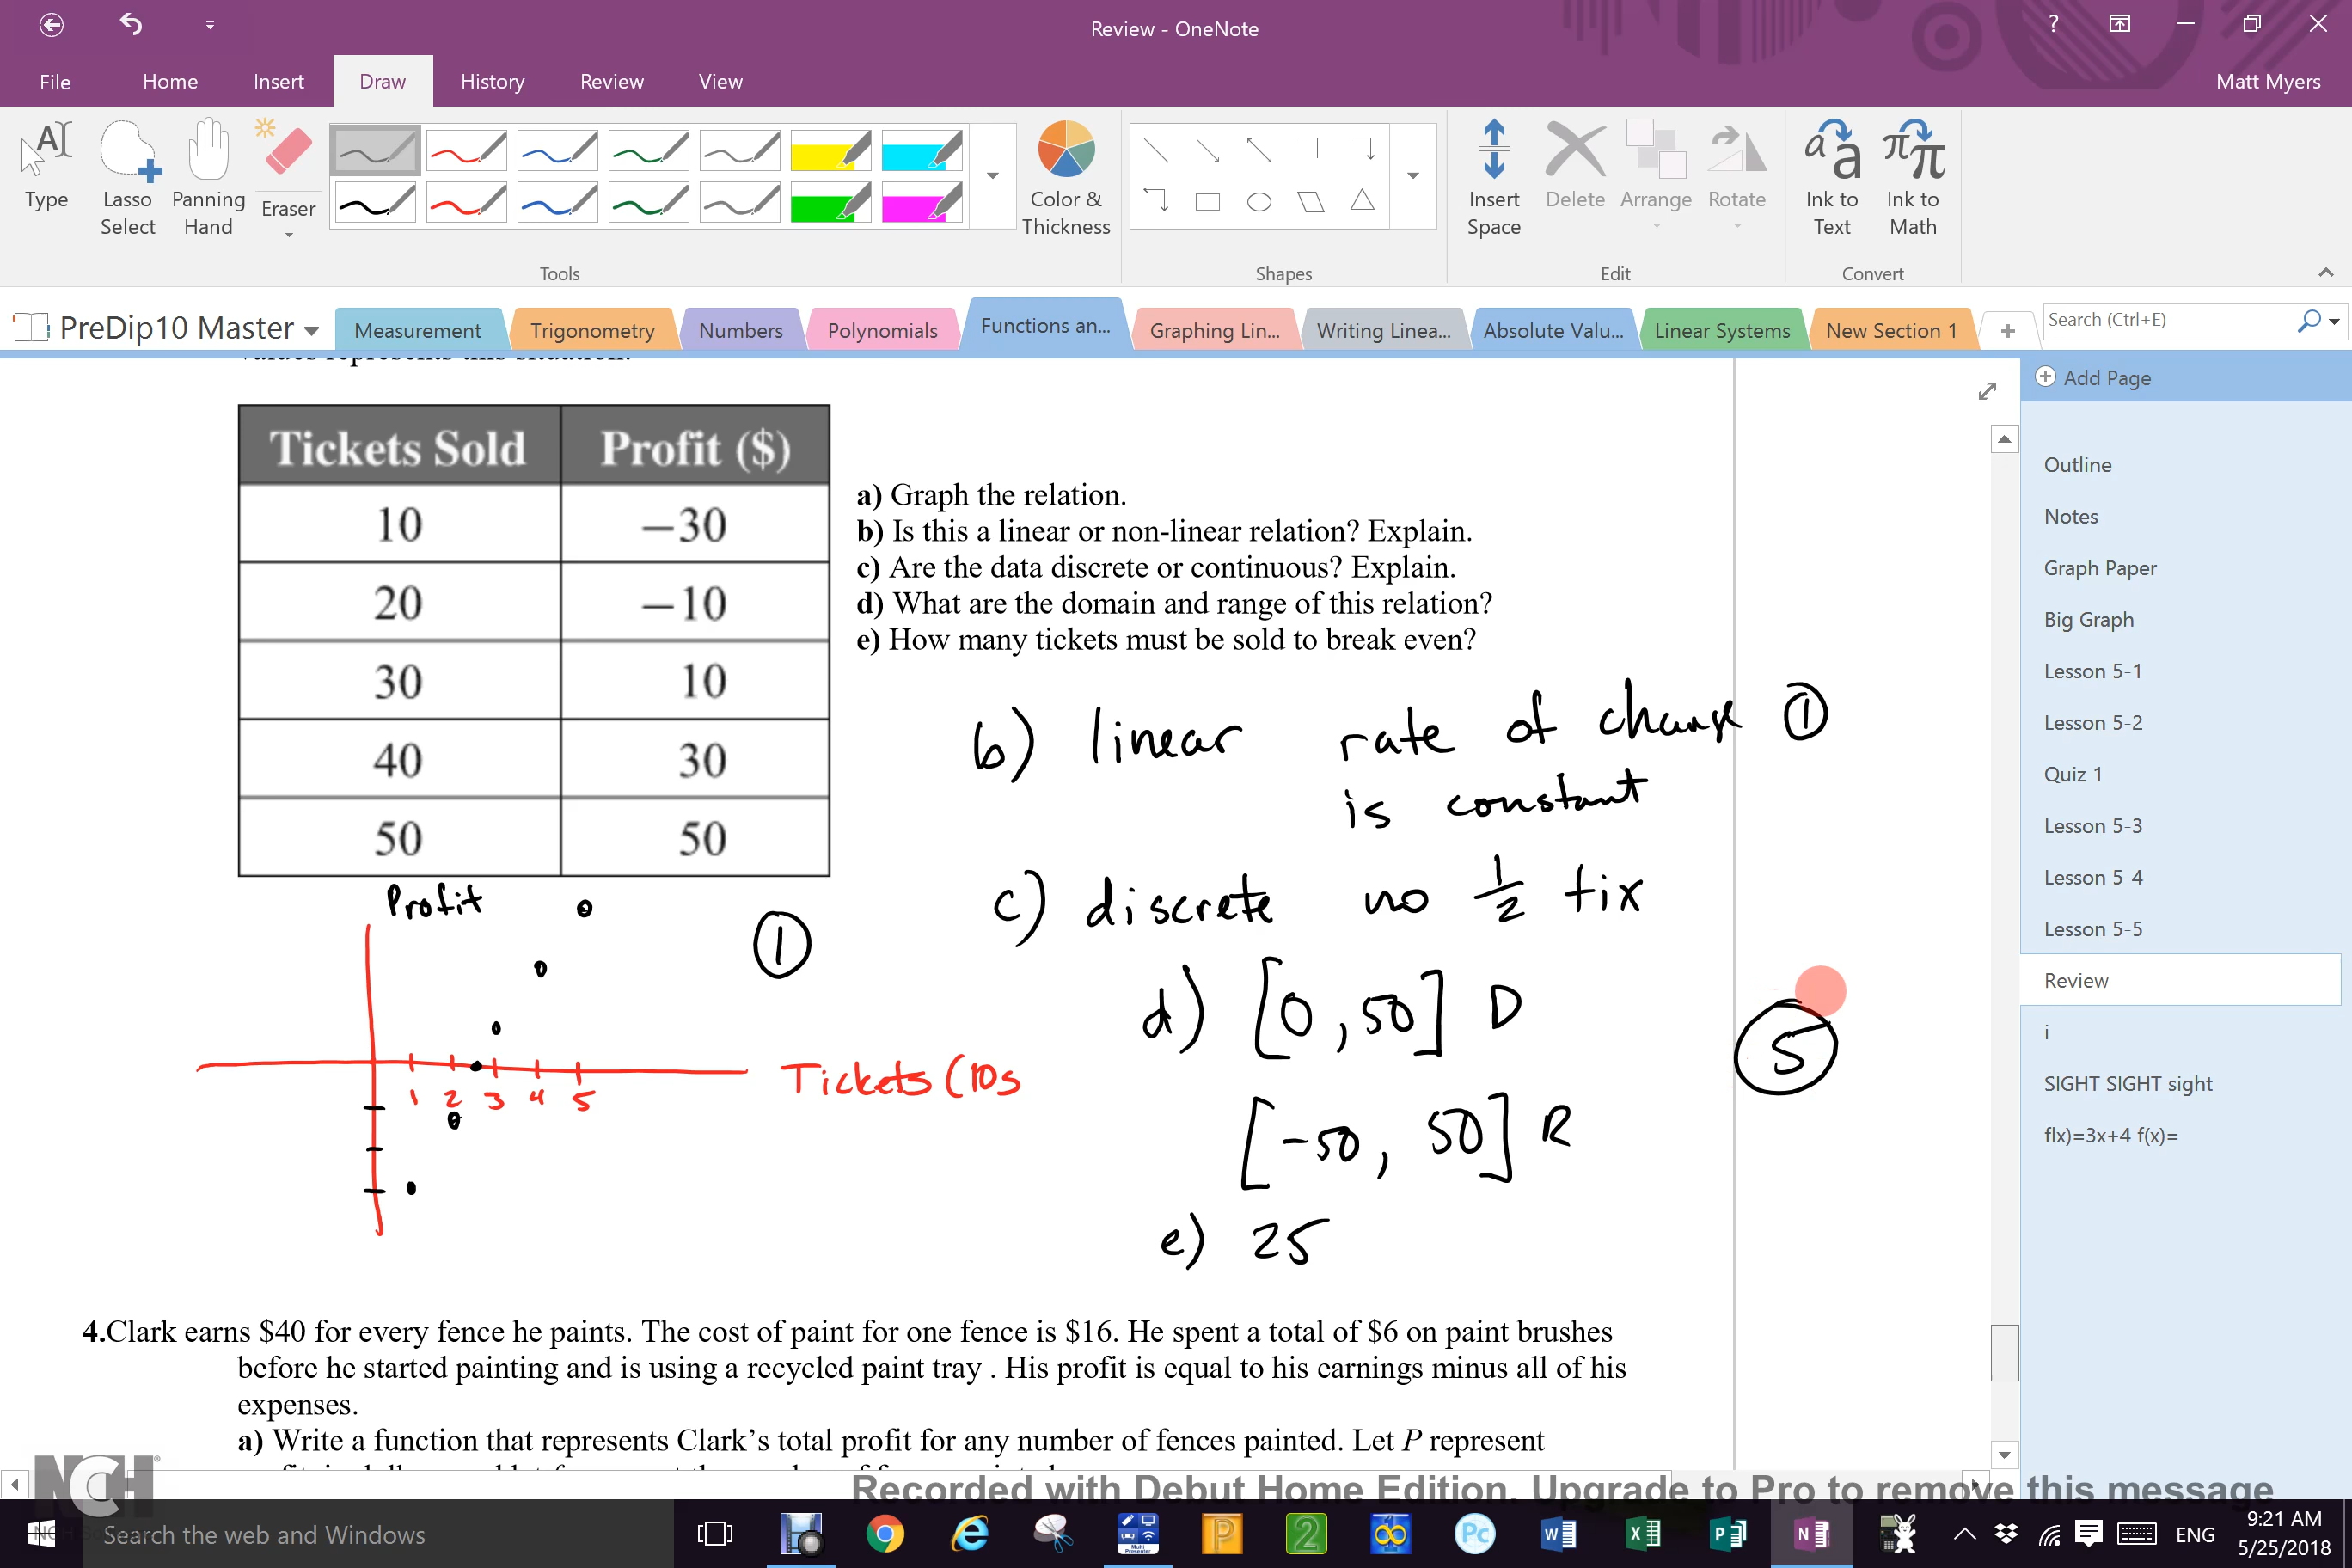 Review - OneNote
?
File
Home
Insert
Draw
History
Review
View
Matt Myers
Type
Lasso Select
Panning Hand
Eraser
Color & Thickness
Insert Space
Delete
Arrange
Rotate
Ink to Text
Ink to Math
Tools
Shapes
Edit
Convert
PreDip10 Master
Measurement
Trigonometry
Numbers
Polynomials
Functions an...
Graphing Lin...
Writing Linea...
Absolute Valu...
Linear Systems
New Section 1
Search (Ctrl+E)
values represents this situation.
Tickets Sold Profit ($)
10 −30
20 −10
30 10
40 30
50 50
a) Graph the relation.
b) Is this a linear or non-linear relation? Explain.
c) Are the data discrete or continuous? Explain.
d) What are the domain and range of this relation?
e) How many tickets must be sold to break even?
b) linear rate of change ①
is constant
c) discrete no 1/2 tix
d) [0, 50] D
[-50, 50] R
e) 25
⑤
Profit
①
1 2 3 4 5
Tickets (10s
4.Clark earns $40 for every fence he paints. The cost of paint for one fence is $16. He spent a total of $6 on paint brushes
before he started painting and is using a recycled paint tray . His profit is equal to his earnings minus all of his
expenses.
a) Write a function that represents Clark's total profit for any number of fences painted. Let P represent
Add Page
Outline
Notes
Graph Paper
Big Graph
Lesson 5-1
Lesson 5-2
Quiz 1
Lesson 5-3
Lesson 5-4
Lesson 5-5
Review
i
SIGHT SIGHT sight
f(x)=3x+4 f(x)=
NCH
Recorded with Debut Home Edition. Upgrade to Pro to remove this message
Search the web and Windows
ENG
9:21 AM
5/25/2018